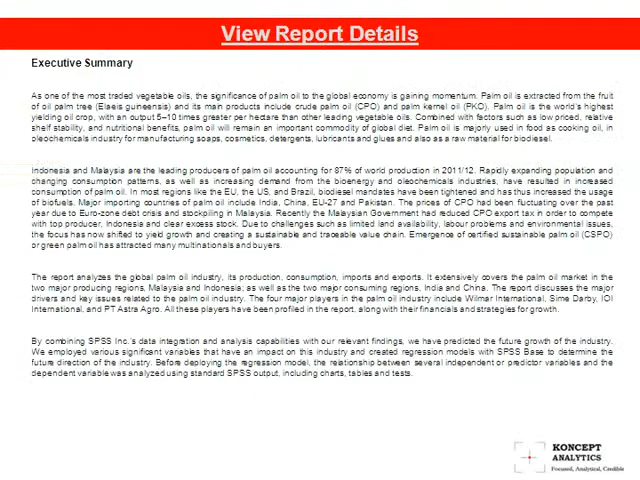 View Report Details
Executive Summary
As one of the most traded vegetable oils, the significance of palm oil to the global economy is gaining momentum. Palm oil is extracted from the fruit
of oil palm tree (Elaeis guineensis) and its main products include crude palm oil (CPO) and palm kernel oil (PKO). Palm oil is the world's highest
yielding oil crop, with an output 5–10 times greater per hectare than other leading vegetable oils. Combined with factors such as low priced, relative
shelf stability, and nutritional benefits, palm oil will remain an important commodity of global diet. Palm oil is majorly used in food as cooking oil, in
oleochemicals industry for manufacturing soaps, cosmetics, detergents, lubricants and glues and also as a raw material for biodiesel.
Indonesia and Malaysia are the leading producers of palm oil accounting for 87% of world production in 2011/12. Rapidly expanding population and
changing consumption patterns, as well as increasing demand from the bioenergy and oleochemicals industries, have resulted in increased
consumption of palm oil. In most regions like the EU, the US, and Brazil, biodiesel mandates have been tightened and has thus increased the usage
of biofuels. Major importing countries of palm oil include India, China, EU-27 and Pakistan. The prices of CPO had been fluctuating over the past
year due to Euro-zone debt crisis and stockpiling in Malaysia. Recently the Malaysian Government had reduced CPO export tax in order to compete
with top producer, Indonesia and clear excess stock. Due to challenges such as limited land availability, labour problems and environmental issues,
the focus has now shifted to yield growth and creating a sustainable and traceable value chain. Emergence of certified sustainable palm oil (CSPO)
or green palm oil has attracted many multinationals and buyers.
The report analyzes the global palm oil industry, its production, consumption, imports and exports. It extensively covers the palm oil market in the
two major producing regions, Malaysia and Indonesia; as well as the two major consuming regions, India and China. The report discusses the major
drivers and key issues related to the palm oil industry. The four major players in the palm oil industry include Wilmar International, Sime Darby, IOI
International, and PT Astra Agro. All these players have been profiled in the report, along with their financials and strategies for growth.
By combining SPSS Inc.'s data integration and analysis capabilities with our relevant findings, we have predicted the future growth of the industry.
We employed various significant variables that have an impact on this industry and created regression models with SPSS Base to determine the
future direction of the industry. Before deploying the regression model, the relationship between several independent or predictor variables and the
dependent variable was analyzed using standard SPSS output, including charts, tables and tests.
KONCEPT
ANALYTICS
Focused, Analytical, Credible